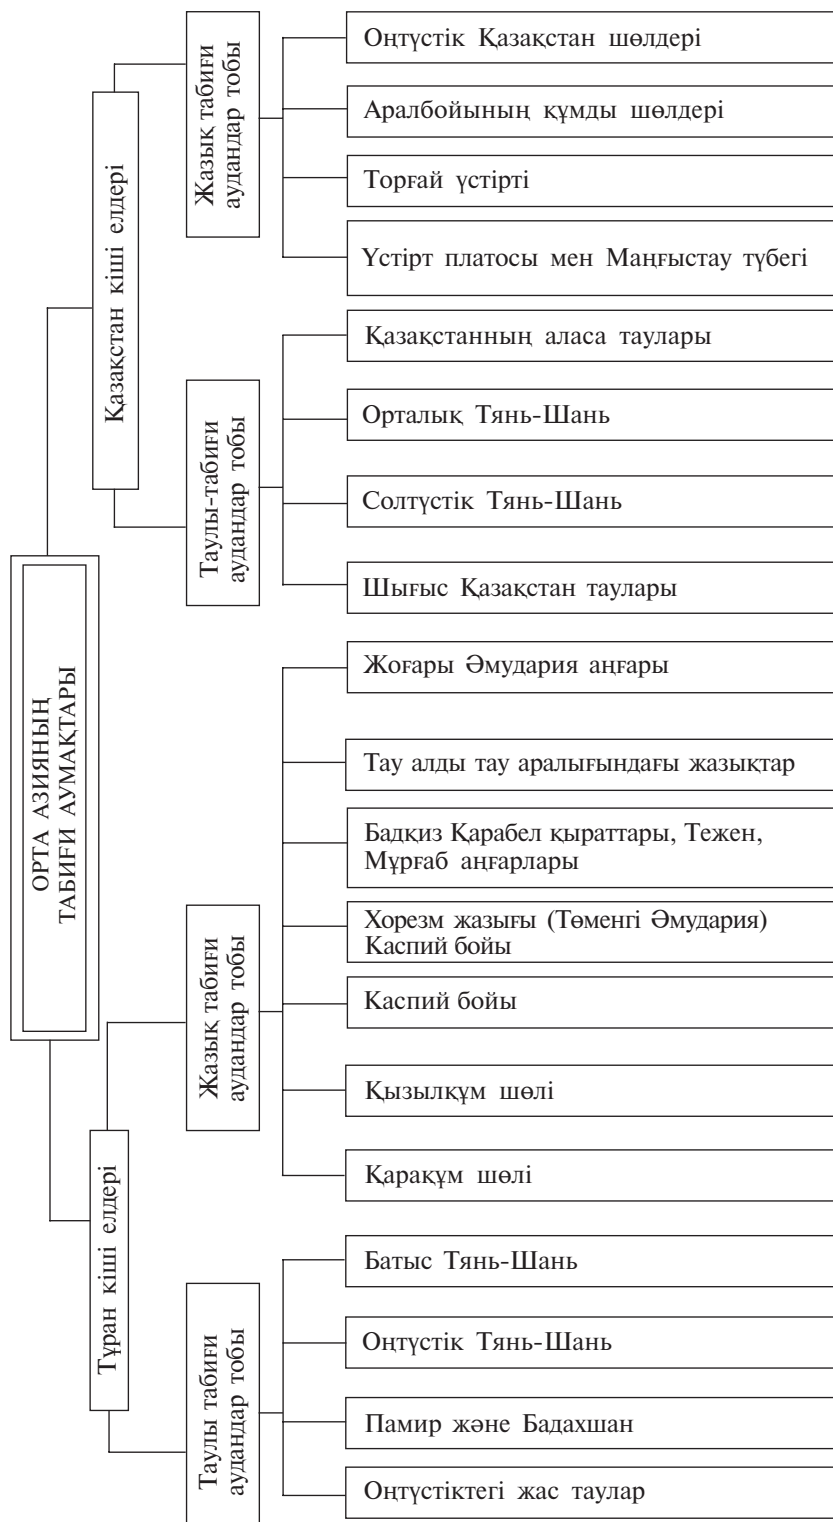 ОРТА АЗИЯНЫҢ
ТАБИҒИ АУМАҚТАРЫ
Қазақстан кіші елдері
Жазық табиғи
аудандар тобы
Оңтүстік Қазақстан шөлдері
Аралбойының құмды шөлдері
Торғай үстірті
Үстірт платосы мен Маңғыстау түбегі
Таулы-табиғи
аудандар тобы
Қазақстанның аласа таулары
Орталық Тянь-Шань
Солтүстік Тянь-Шань
Шығыс Қазақстан таулары
Тұран кіші елдері
Жазық табиғи
аудандар тобы
Жоғары Әмудария аңғары
Тау алды тау аралығындағы жазықтар
Бадқиз Қарабел қыраттары, Тежен,
Мұрғаб аңғарлары
Хорезм жазығы (Төменгі Әмудария)
Каспий бойы
Каспий бойы
Қызылқұм шөлі
Қарақұм шөлі
Таулы табиғи
аудандар тобы
Батыс Тянь-Шань
Оңтүстік Тянь-Шань
Памир және Бадахшан
Оңтүстіктегі жас таулар